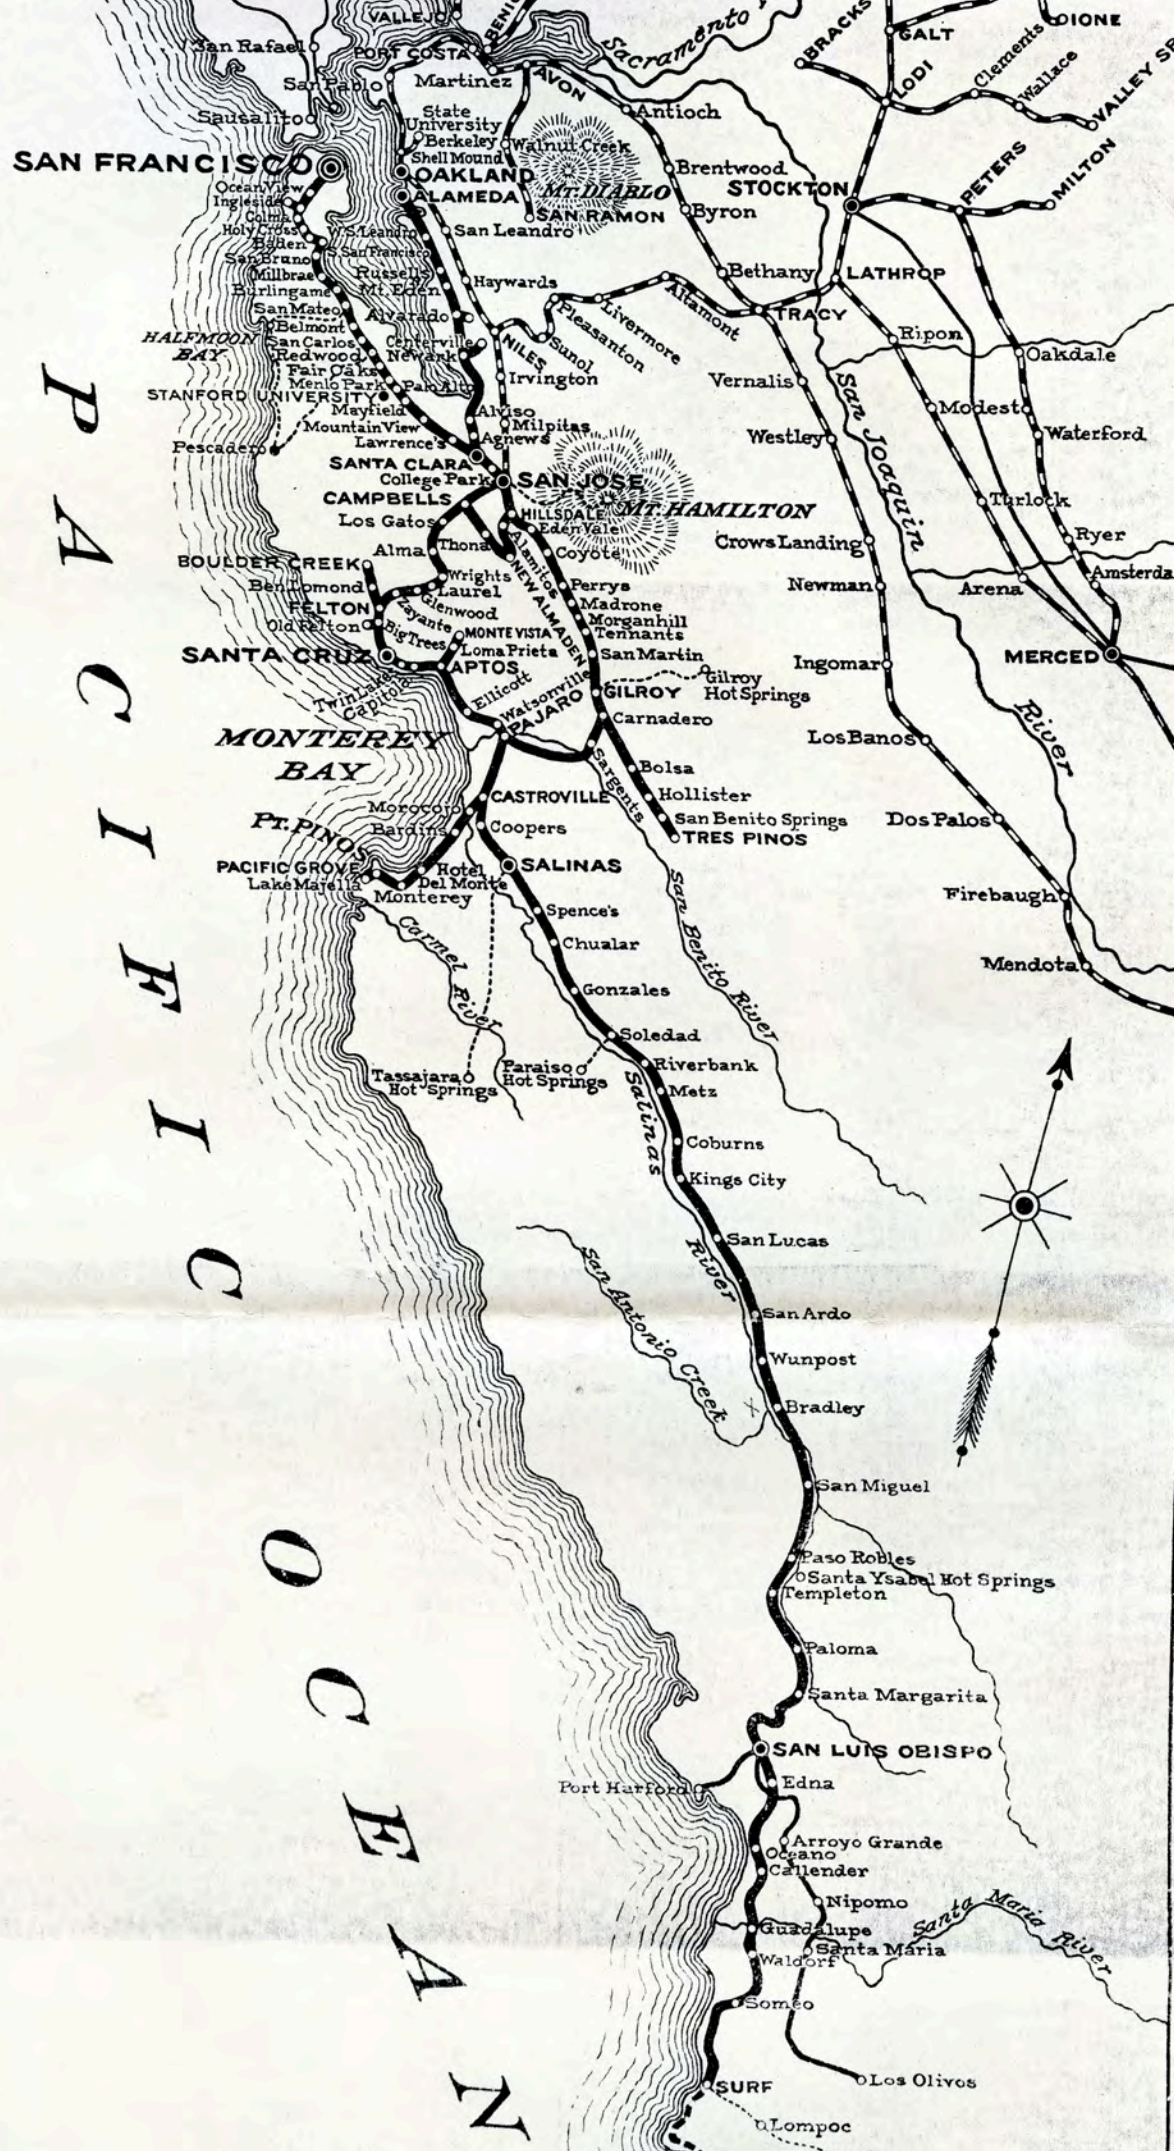 VALLEJO
BENIC
San Rafael
PORT COSTA
Sacramento
BRACKS
GALT
IONE
San Pablo
Martinez
AVON
LODI
Clements
Wallace
VALLEY SP
Sausalito
State
University
Antioch
Berkeley
Walnut Creek
Shell Mound
SAN FRANCISCO
OAKLAND
Brentwood
STOCKTON
PETERS
MILTON
Ocean View
Ingleside
ALAMEDA
MT. DIABLO
Colma
SAN RAMON
Byron
Holy Cross
W. S. Leandro
San Leandro
Baden
S. San Francisco
San Bruno
Millbrae
Russells
Haywards
Bethany
LATHROP
Burlingame
Mt. Eden
Altamont
San Mateo
Alvarado
Pleasanton
Livermore
TRACY
Belmont
HALFMOON
BAY
San Carlos
Centerville
NILES
Sunol
Ripon
Redwood
Newark
Oakdale
Fair Oaks
Menlo Park
Palo Alto
Irvington
Vernalis
STANFORD UNIVERSITY
Mayfield
Alviso
San Joaquin
Modest
Mountain View
Milpitas
Lawrence's
Agnews
Westley
Waterford
Pescadero
SANTA CLARA
College Park
SAN JOSE
CAMPBELLS
HILLSDALE
MT. HAMILTON
Turlock
Los Gatos
Eden Vale
Alma
Thona
Alamitos
Coyote
Crows Landing
Ryer
BOULDER CREEK
NEW ALMADEN
Wrights
Amsterda
Ben Lomond
Laurel
Perrys
Newman
Arena
FELTON
Glenwood
Zayante
Madrone
Old Felton
Big Trees
MONTE VISTA
Morganhill
Tennants
SANTA CRUZ
Loma Prieta
San Martin
Ingomar
MERCED
APTOS
Gilroy
Hot Springs
Twin Lake
Capitola
Ellicott
Watsonville
PAJARO
GILROY
Carnadero
River
MONTEREY
BAY
Los Banos
Sargents
Bolsa
CASTROVILLE
Hollister
Morocojo
PT. PINOS
Bardins
Coopers
San Benito Springs
Dos Palos
TRES PINOS
PACIFIC GROVE
Hotel
Del Monte
SALINAS
Lake Majella
Monterey
Firebaugh
Carmel River
Spence's
San Benito River
Chualar
Mendota
Gonzales
Soledad
Tassajara
Hot Springs
Paraiso
Hot Springs
Riverbank
Salinas
Metz
Coburns
Kings City
San Lucas
River
San Antonio Creek
San Ardo
Wunpost
Bradley
San Miguel
Paso Robles
Santa Ysabel Hot Springs
Templeton
Paloma
Santa Margarita
SAN LUIS OBISPO
Port Harford
Edna
Arroyo Grande
Oceano
Callender
Nipomo
Guadalupe
Santa Maria River
Santa Maria
Waldorf
Someo
SURF
Los Olivos
Lompoc
PACIFIC
OCEAN